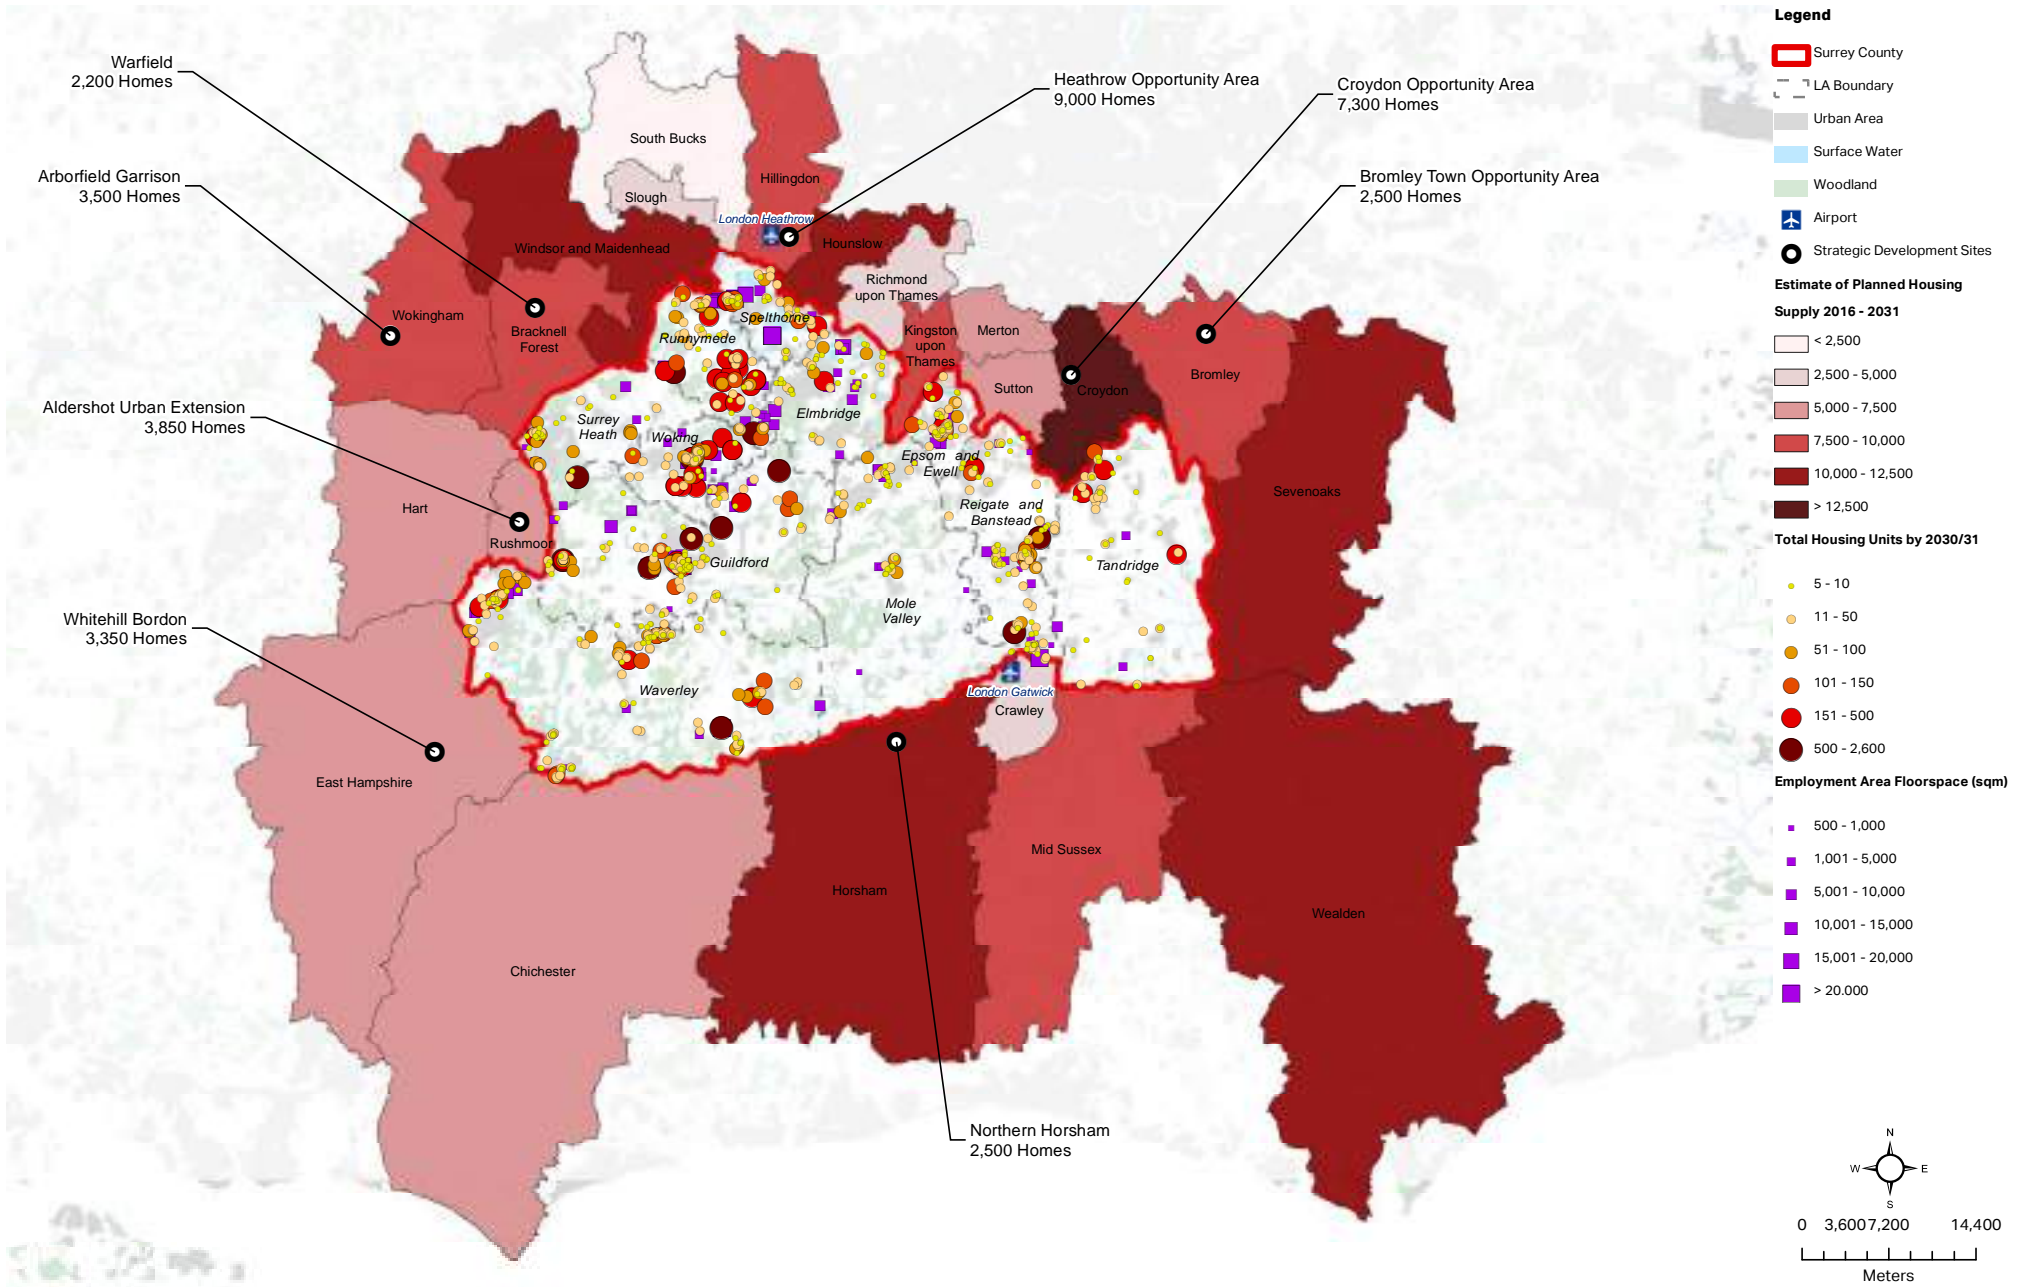 Warfield
2,200 Homes
Arborfield Garrison
3,500 Homes
Aldershot Urban Extension
3,850 Homes
Whitehill Bordon
3,350 Homes
Heathrow Opportunity Area
9,000 Homes
Croydon Opportunity Area
7,300 Homes
Bromley Town Opportunity Area
2,500 Homes
Northern Horsham
2,500 Homes
South Bucks
Slough
Hillingdon
London Heathrow
Windsor and Maidenhead
Hounslow
Richmond
upon Thames
Wokingham
Bracknell
Forest
Spelthorne
Runnymede
Kingston
upon
Thames
Merton
Sutton
Croydon
Bromley
Surrey
Heath
Woking
Elmbridge
Epsom and
Ewell
Sevenoaks
Hart
Rushmoor
Reigate and
Banstead
Guildford
Tandridge
Mole
Valley
Waverley
London Gatwick
Crawley
East Hampshire
Mid Sussex
Horsham
Wealden
Chichester
Legend
Surrey County
LA Boundary
Urban Area
Surface Water
Woodland
Airport
Strategic Development Sites
Estimate of Planned Housing
Supply 2016 - 2031
< 2,500
2,500 - 5,000
5,000 - 7,500
7,500 - 10,000
10,000 - 12,500
> 12,500
Total Housing Units by 2030/31
5 - 10
11 - 50
51 - 100
101 - 150
151 - 500
500 - 2,600
Employment Area Floorspace (sqm)
500 - 1,000
1,001 - 5,000
5,001 - 10,000
10,001 - 15,000
15,001 - 20,000
> 20.000
N
W E
S
0 3,600 7,200 14,400
Meters